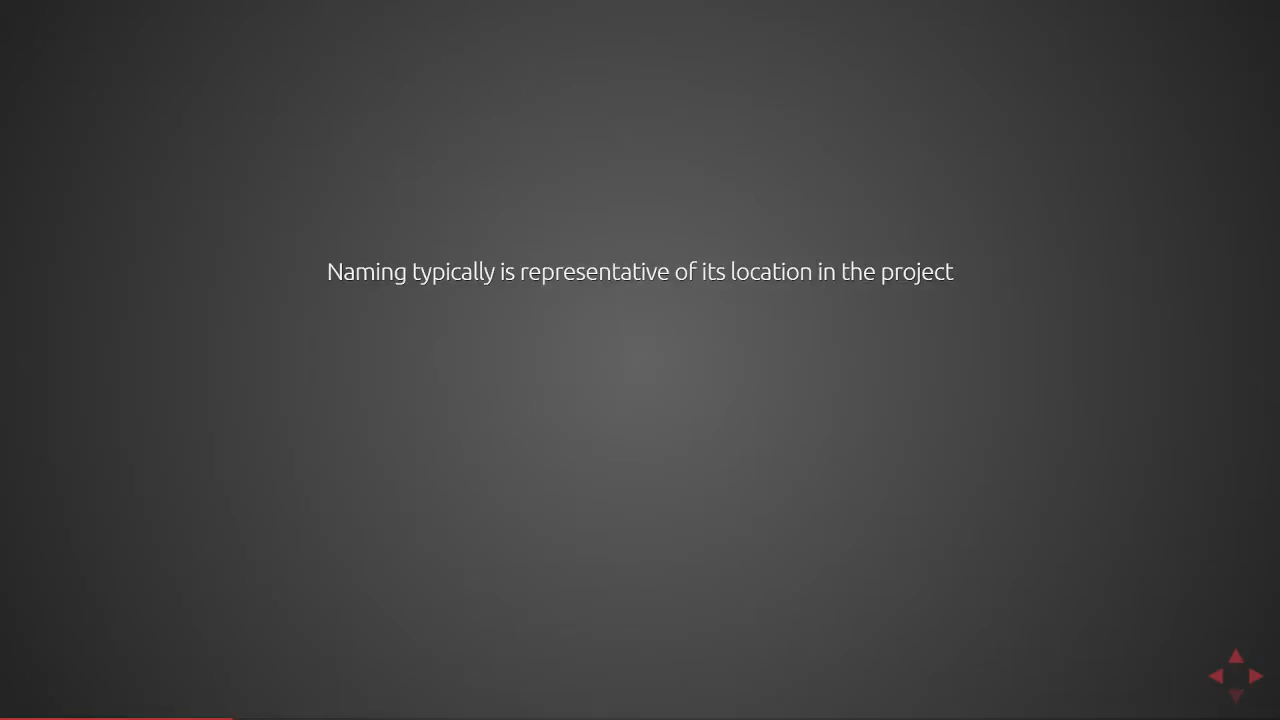 Naming typically is representative of its location in the project